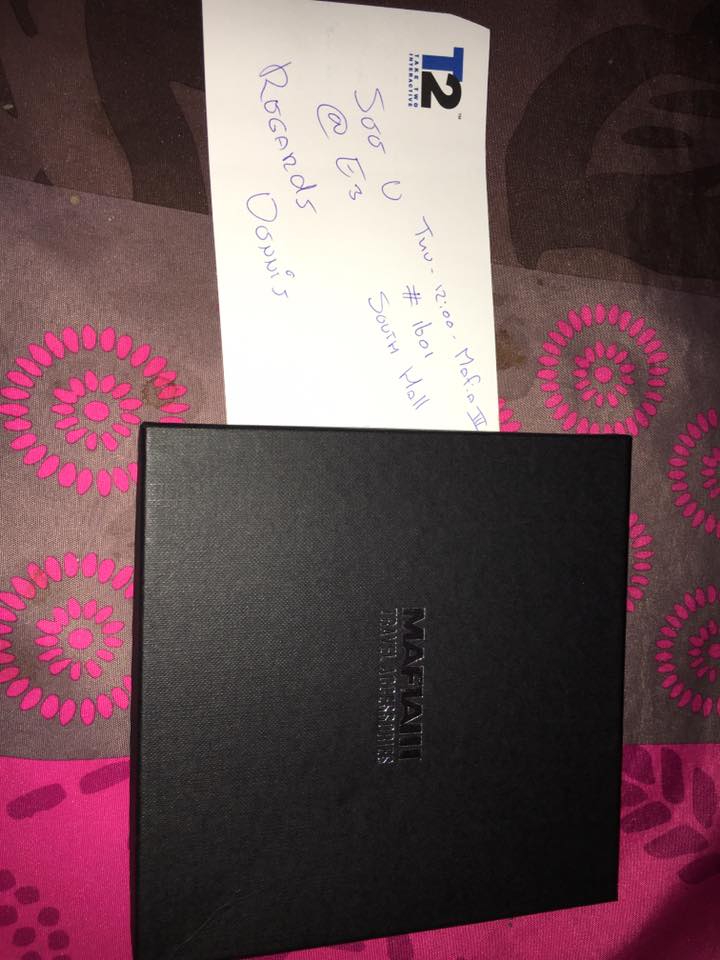 T2™
TAKE TWO
INTERACTIVE
Tue - 12:00 - Mafia III
# 1601
South Hall
See U
@ E3
REGARDS
Dennis
MAFIA III
TRAVEL ACCESSORIES